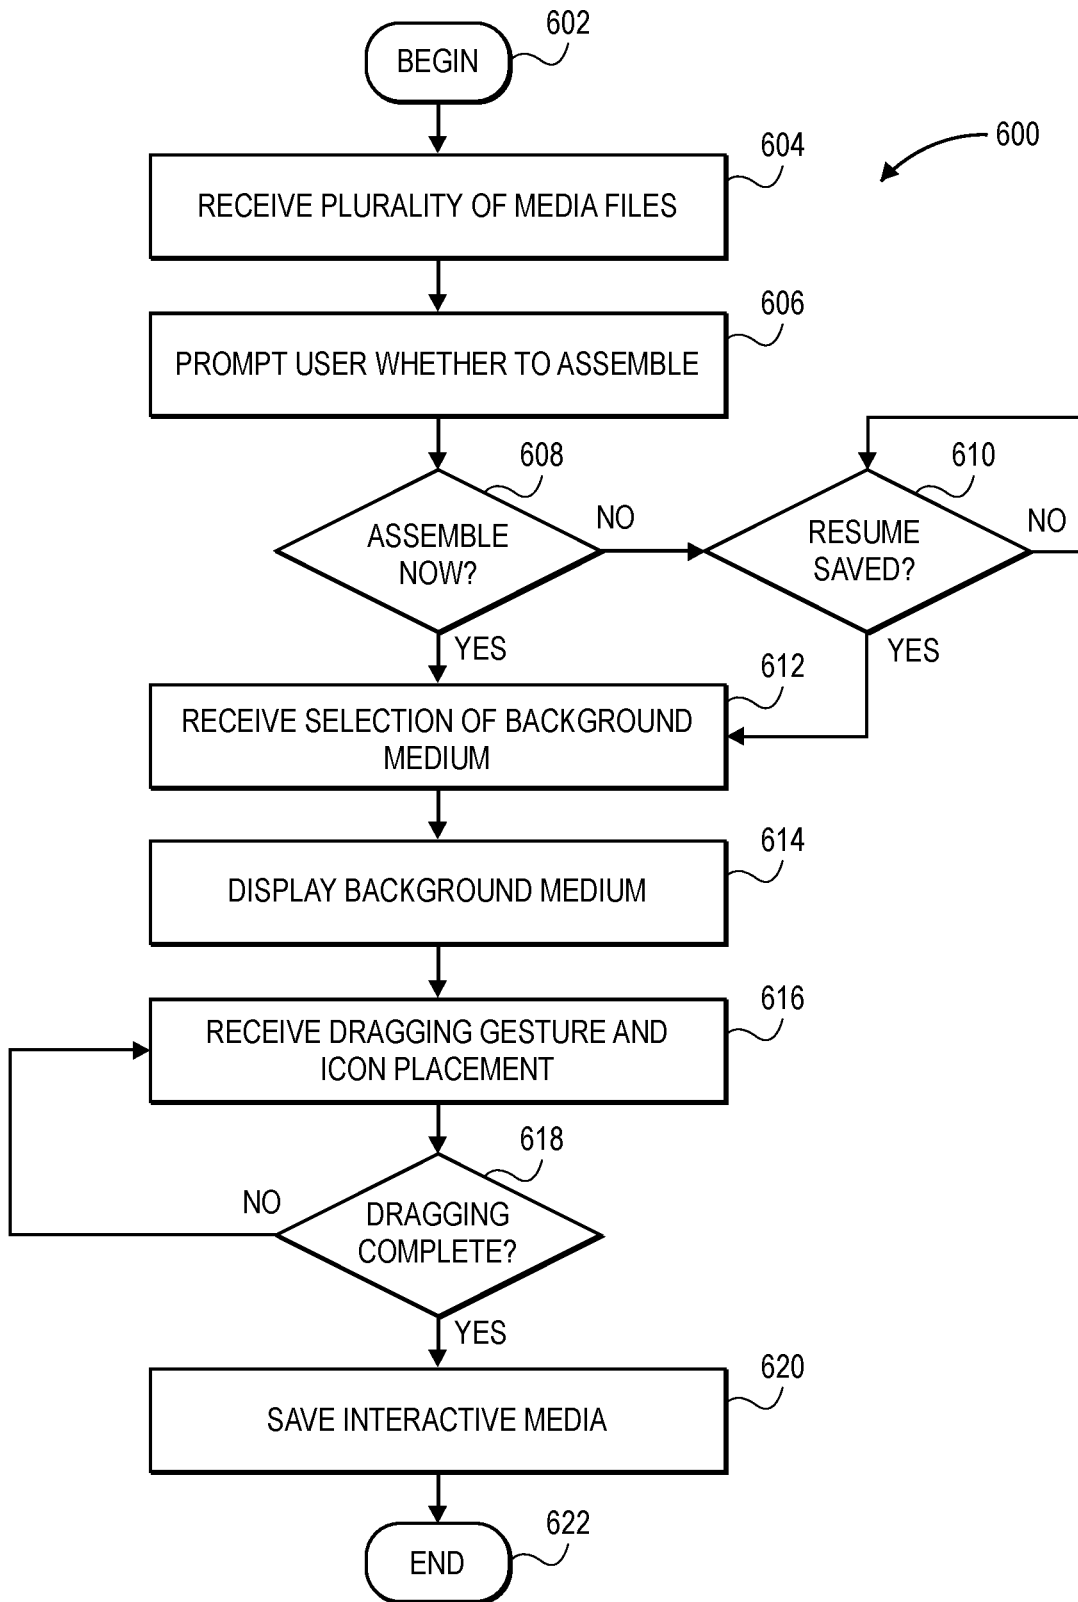 BEGIN
602
600
604
RECEIVE PLURALITY OF MEDIA FILES
606
PROMPT USER WHETHER TO ASSEMBLE
608
ASSEMBLE
NOW?
NO
610
RESUME
SAVED?
NO
YES
YES
612
RECEIVE SELECTION OF BACKGROUND
MEDIUM
614
DISPLAY BACKGROUND MEDIUM
616
RECEIVE DRAGGING GESTURE AND
ICON PLACEMENT
618
NO
DRAGGING
COMPLETE?
YES
620
SAVE INTERACTIVE MEDIA
622
END